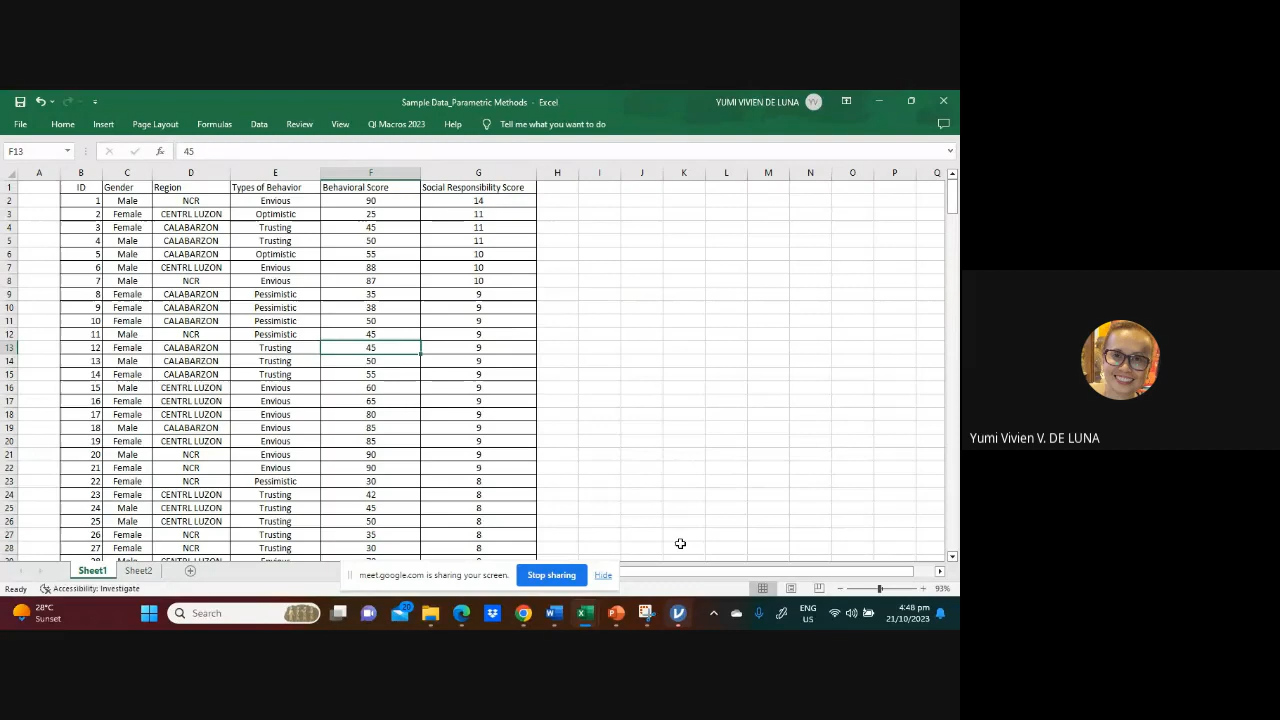 Sample Data_Parametric Methods - Excel
YUMI VIVIEN DE LUNA YV
File Home Insert Page Layout Formulas Data Review View QI Macros 2023 Help Tell me what you want to do
F13 fx 45
A B C D E F G H I J K L M N O P Q
1 ID Gender Region Types of Behavior Behavioral Score Social Responsibility Score
2 1 Male NCR Envious 90 14
3 2 Female CENTRL LUZON Optimistic 25 11
4 3 Female CALABARZON Trusting 45 11
5 4 Male CALABARZON Trusting 50 11
6 5 Male CALABARZON Optimistic 55 10
7 6 Male CENTRL LUZON Envious 88 10
8 7 Male NCR Envious 87 10
9 8 Female CALABARZON Pessimistic 35 9
10 9 Female CALABARZON Pessimistic 38 9
11 10 Female CALABARZON Pessimistic 50 9
12 11 Male NCR Pessimistic 45 9
13 12 Female CALABARZON Trusting 45 9
14 13 Male CALABARZON Trusting 50 9
15 14 Female CALABARZON Trusting 55 9
16 15 Male CENTRL LUZON Envious 60 9
17 16 Female CENTRL LUZON Envious 65 9
18 17 Female CENTRL LUZON Envious 80 9
19 18 Male CALABARZON Envious 85 9
20 19 Female CENTRL LUZON Envious 85 9
21 20 Male NCR Envious 90 9
22 21 Female NCR Envious 90 9
23 22 Female NCR Pessimistic 30 8
24 23 Female CENTRL LUZON Trusting 42 8
25 24 Male CENTRL LUZON Trusting 45 8
26 25 Male CENTRL LUZON Trusting 50 8
27 26 Female NCR Trusting 35 8
28 27 Female NCR Trusting 30 8
Sheet1 Sheet2
meet.google.com is sharing your screen. Stop sharing Hide
Ready Accessibility: Investigate 93%
28°C
Sunset
Search
ENG
US
4:48 pm
21/10/2023
Yumi Vivien V. DE LUNA